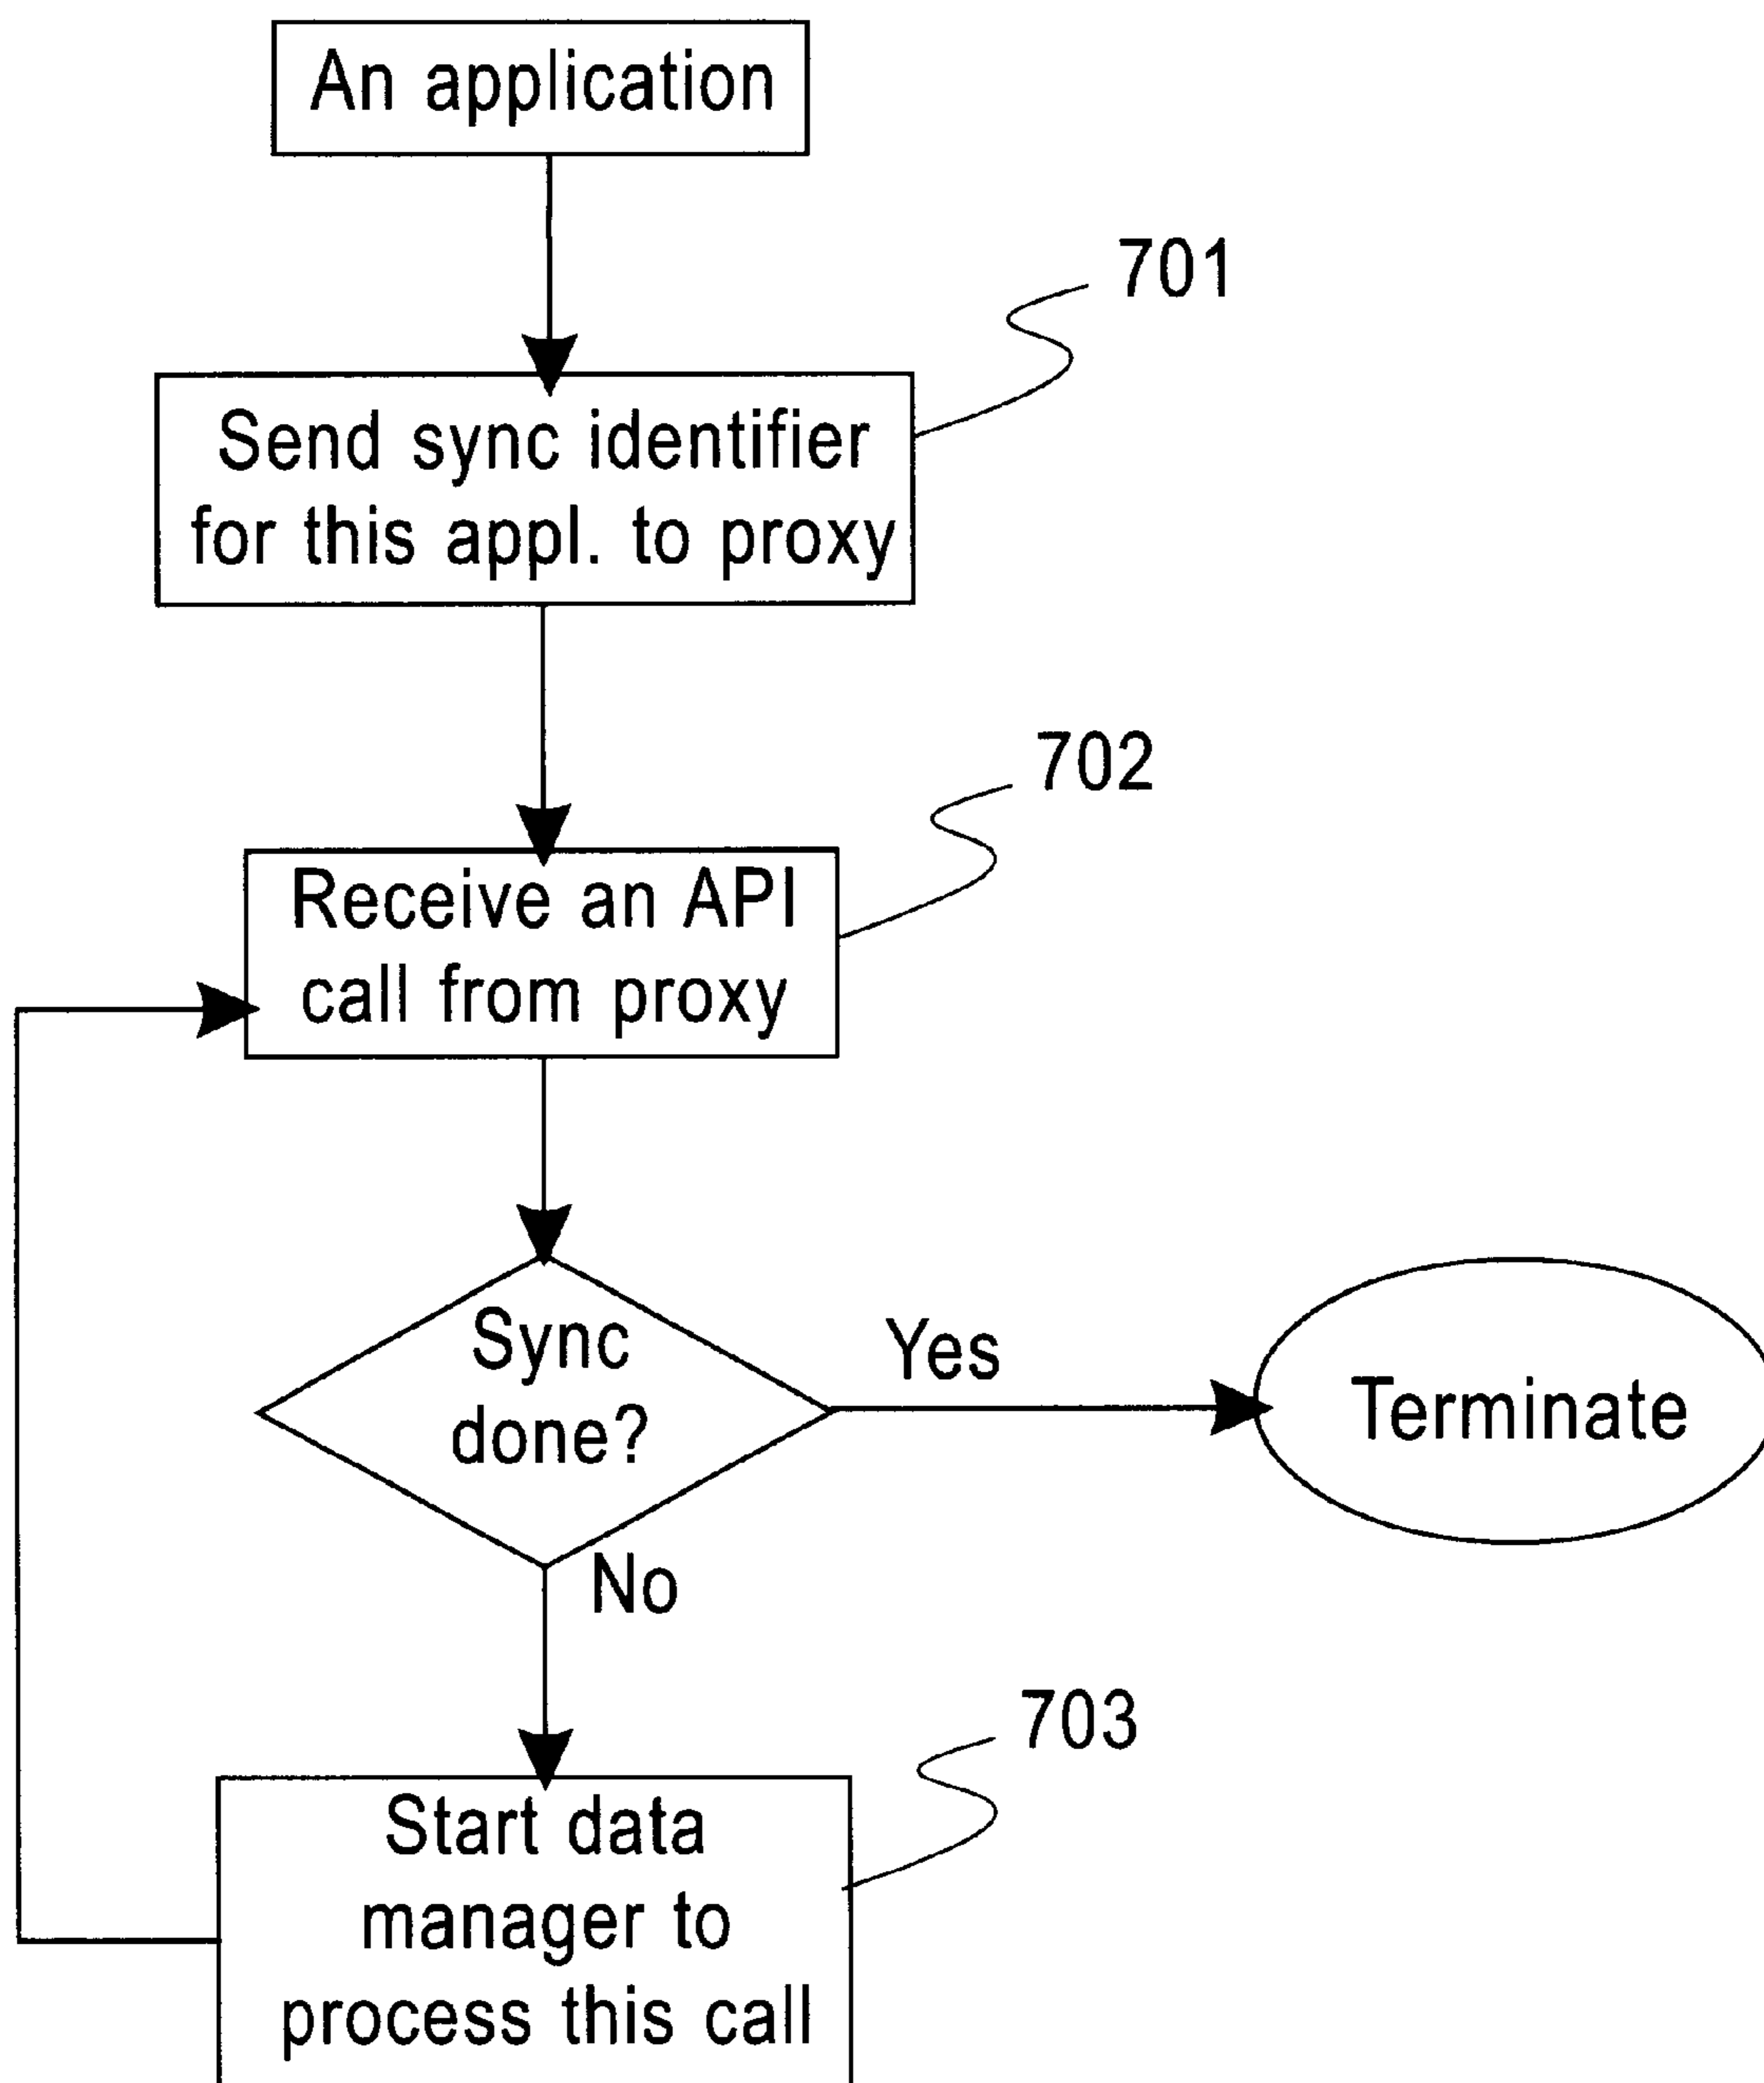 An application
701
Send sync identifier
for this appl. to proxy
702
Receive an API
call from proxy
Sync
done?
Yes
Terminate
No
703
Start data
manager to
process this call